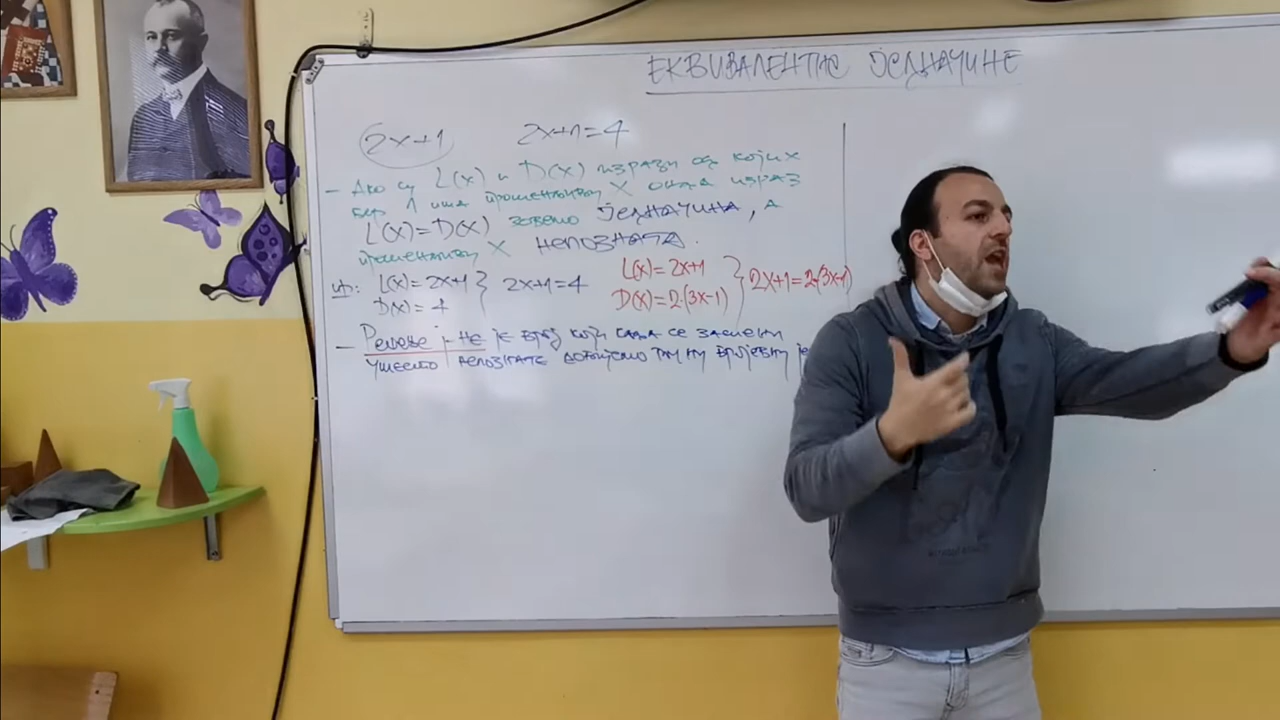 ЕКВИВАЛЕНТНЕ ЈЕДНАЧИНЕ
2x+1 2x+1=4
- Ако су L(x) и D(x) изрази од којих
бар 1 има променљиву X онда израз
L(x)=D(x) зовемо ЈЕДНАЧИНА, а
променљиву X НЕПОЗНАТА.
пр: L(x)=2x+1 } 2x+1=4 L(x)=2x+1 } 2x+1=2·(3x-1)
D(x)=4 D(x)=2·(3x-1)
- Решење ј-не је број који када се замени
уместо непознате добијемо тачну бројевну је